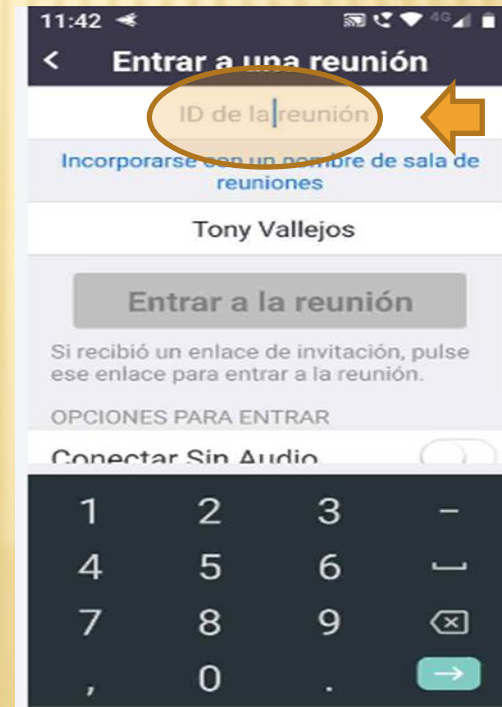 11:42 4G
< Entrar a una reunión
ID de la reunión
Incorporarse con un nombre de sala de
reuniones
Tony Vallejos
Entrar a la reunión
Si recibió un enlace de invitación, pulse
ese enlace para entrar a la reunión.
OPCIONES PARA ENTRAR
Conectar Sin Audio
1 2 3 –
4 5 6
7 8 9
, 0 .